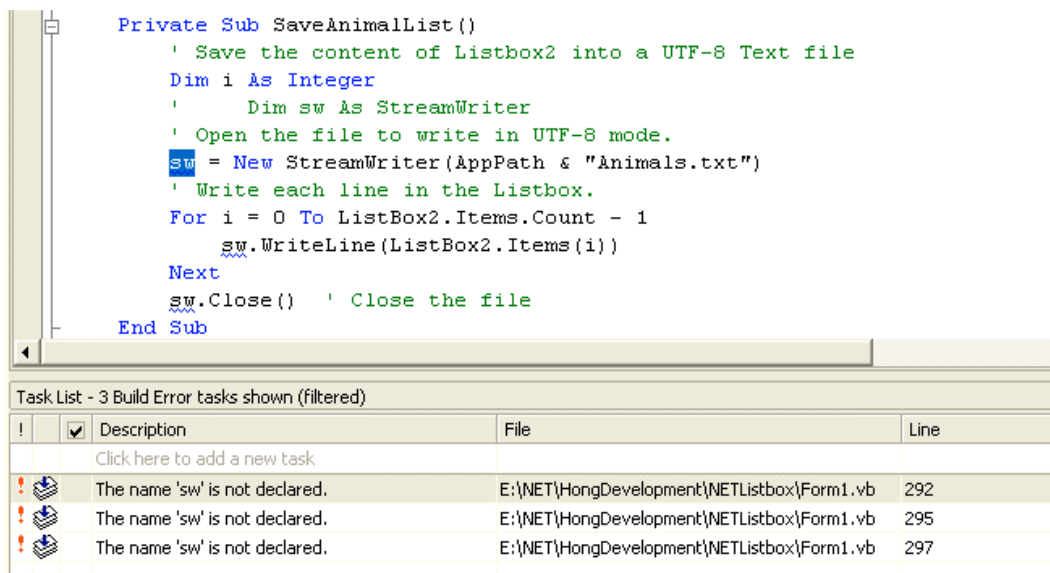 Private Sub SaveAnimalList()
' Save the content of Listbox2 into a UTF-8 Text file
Dim i As Integer
'     Dim sw As StreamWriter
' Open the file to write in UTF-8 mode.
sw = New StreamWriter(AppPath & "Animals.txt")
' Write each line in the Listbox.
For i = 0 To ListBox2.Items.Count - 1
sw.WriteLine(ListBox2.Items(i))
Next
sw.Close()  ' Close the file
End Sub
Task List - 3 Build Error tasks shown (filtered)
! Description File Line
Click here to add a new task
! The name 'sw' is not declared. E:\NET\HongDevelopment\NETListbox\Form1.vb 292
! The name 'sw' is not declared. E:\NET\HongDevelopment\NETListbox\Form1.vb 295
! The name 'sw' is not declared. E:\NET\HongDevelopment\NETListbox\Form1.vb 297